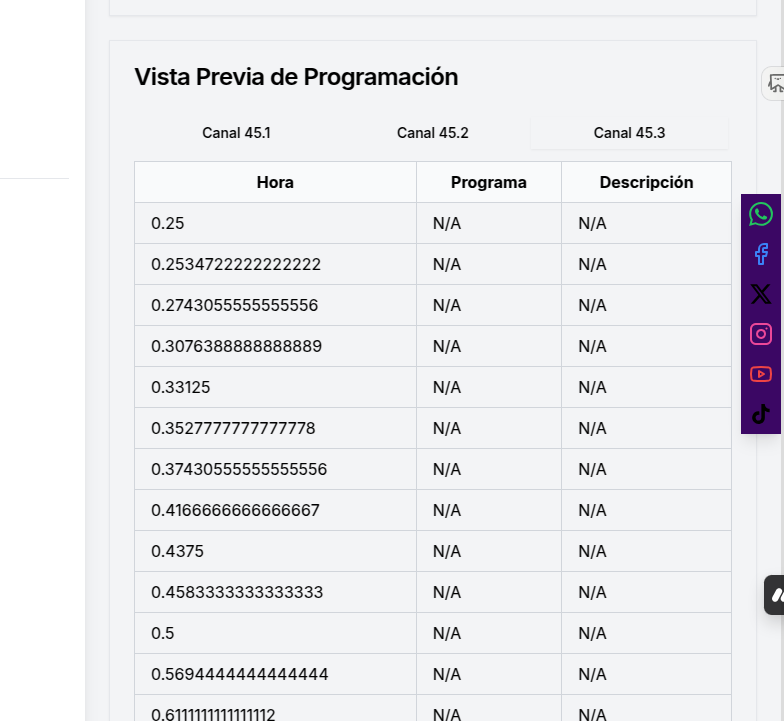 Vista Previa de Programación
Canal 45.1 Canal 45.2 Canal 45.3
Hora Programa Descripción
0.25 N/A N/A
0.2534722222222222 N/A N/A
0.2743055555555556 N/A N/A
0.3076388888888889 N/A N/A
0.33125 N/A N/A
0.3527777777777778 N/A N/A
0.37430555555555556 N/A N/A
0.4166666666666667 N/A N/A
0.4375 N/A N/A
0.4583333333333333 N/A N/A
0.5 N/A N/A
0.5694444444444444 N/A N/A
0.6111111111111112 N/A N/A